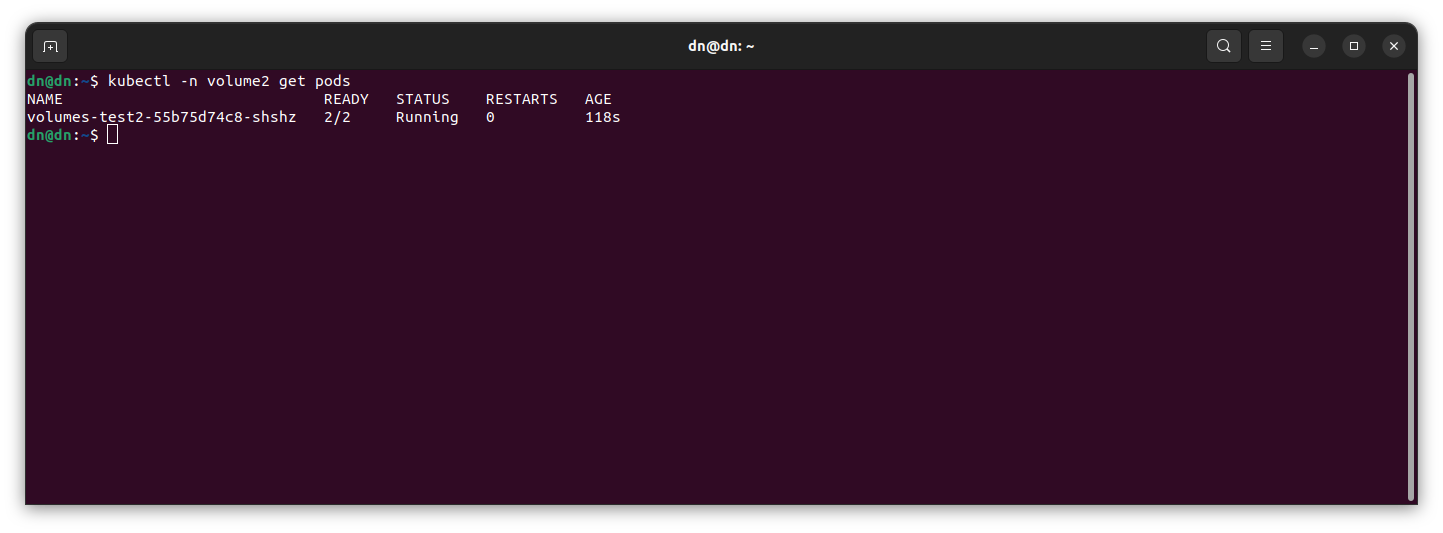 dn@dn: ~
dn@dn:~$ kubectl -n volume2 get pods
NAME                             READY   STATUS    RESTARTS   AGE
volumes-test2-55b75d74c8-shshz   2/2     Running   0          118s
dn@dn:~$